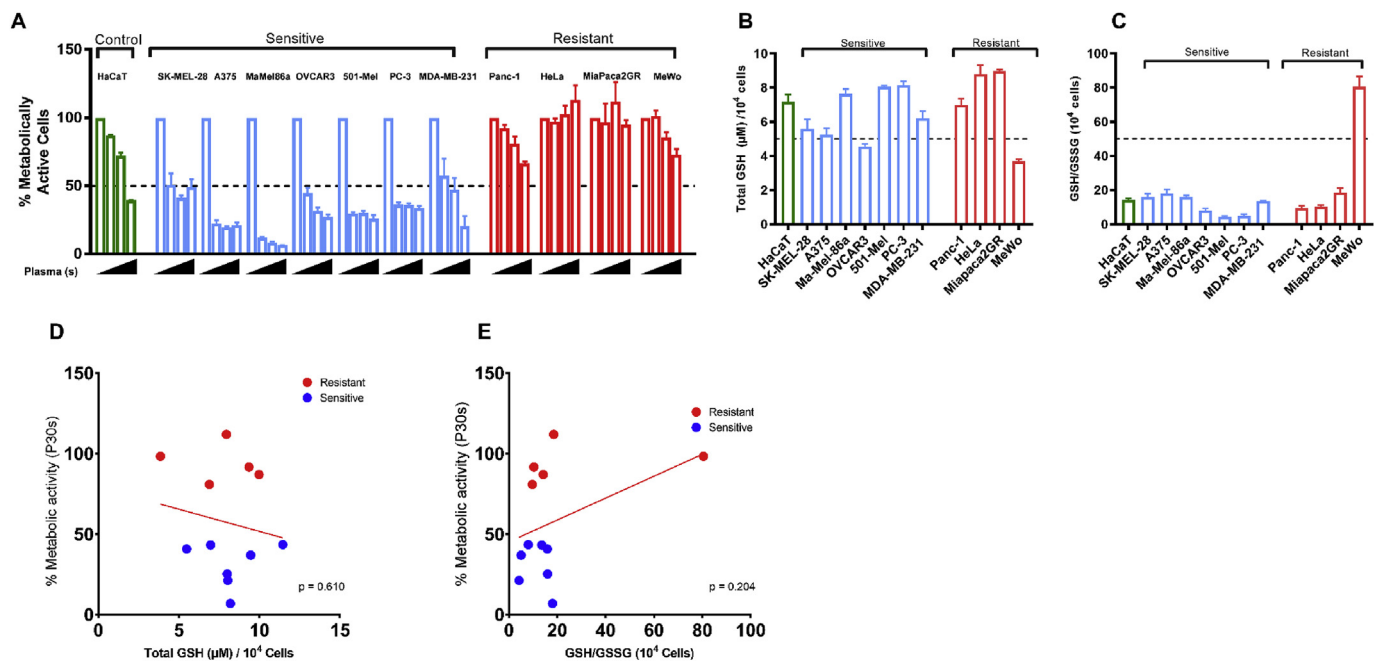 A
Control
Sensitive
Resistant
HaCaT
SK-MEL-28 A375 MaMel86a OVCAR3 501-Mel PC-3 MDA-MB-231 Panc-1 HeLa MiaPaca2GR MeWo
% Metabolically
Active Cells
150
100
50
0
Plasma (s)
B
Sensitive
Resistant
Total GSH (µM) /10⁴ cells
10
8
6
4
2
0
HaCaT
SK-MEL-28
A375
Ma-Mel-86a
OVCAR3
501-Mel
PC-3
MDA-MB-231
Panc-1
HeLa
Miapaca2GR
MeWo
C
Sensitive
Resistant
GSH/GSSG (10⁴ cells)
100
80
60
40
20
0
HaCaT
SK-MEL-28
A375
Ma-Mel-86a
OVCAR3
501-Mel
PC-3
MDA-MB-231
Panc-1
HeLa
Miapaca2GR
MeWo
D
% Metabolic activity (P30s)
150
100
50
0
Resistant
Sensitive
p = 0.610
0 5 10 15
Total GSH (µM) / 10⁴ Cells
E
% Metabolic activity (P30s)
150
100
50
0
Resistant
Sensitive
p = 0.204
0 20 40 60 80 100
GSH/GSSG (10⁴ Cells)